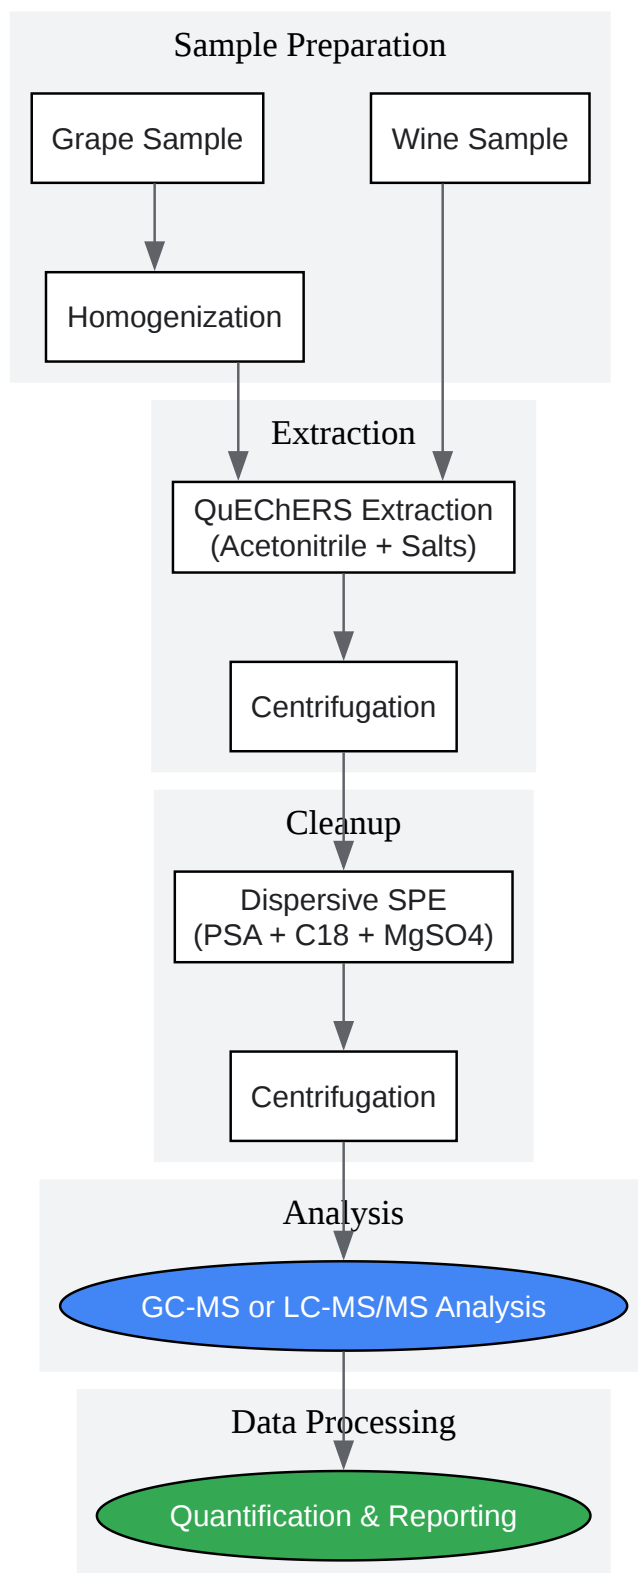 Sample Preparation
Grape Sample
Wine Sample
Homogenization
Extraction
QuEChERS Extraction
(Acetonitrile + Salts)
Centrifugation
Cleanup
Dispersive SPE
(PSA + C18 + MgSO4)
Centrifugation
Analysis
GC-MS or LC-MS/MS Analysis
Data Processing
Quantification & Reporting